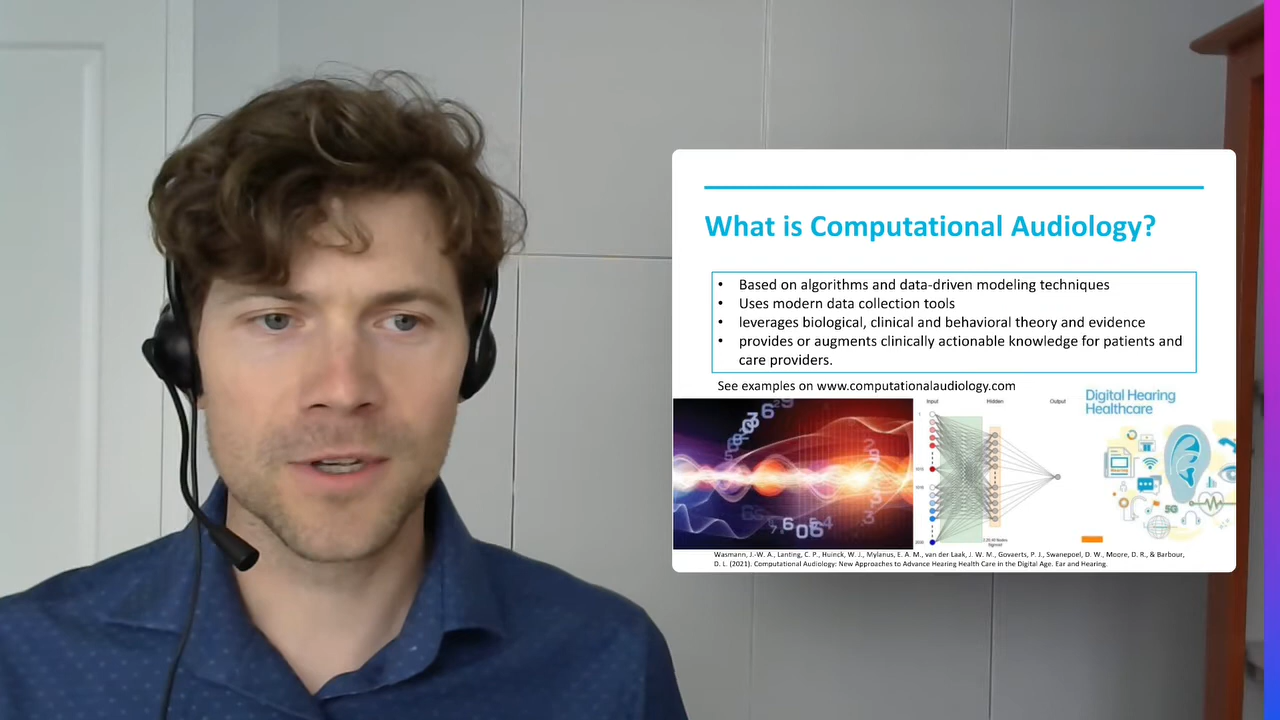 What is Computational Audiology?
• Based on algorithms and data-driven modeling techniques
• Uses modern data collection tools
• leverages biological, clinical and behavioral theory and evidence
• provides or augments clinically actionable knowledge for patients and
care providers.
See examples on www.computationalaudiology.com
Digital Hearing
Healthcare
Input Hidden Output
5G
Wasmann, J.-W. A., Lanting, C. P., Huinck, W. J., Mylanus, E. A. M., van der Laak, J. W. M., Govaerts, P. J., Swanepoel, D. W., Moore, D. R., & Barbour,
D. L. (2021). Computational Audiology: New Approaches to Advance Hearing Health Care in the Digital Age. Ear and Hearing.